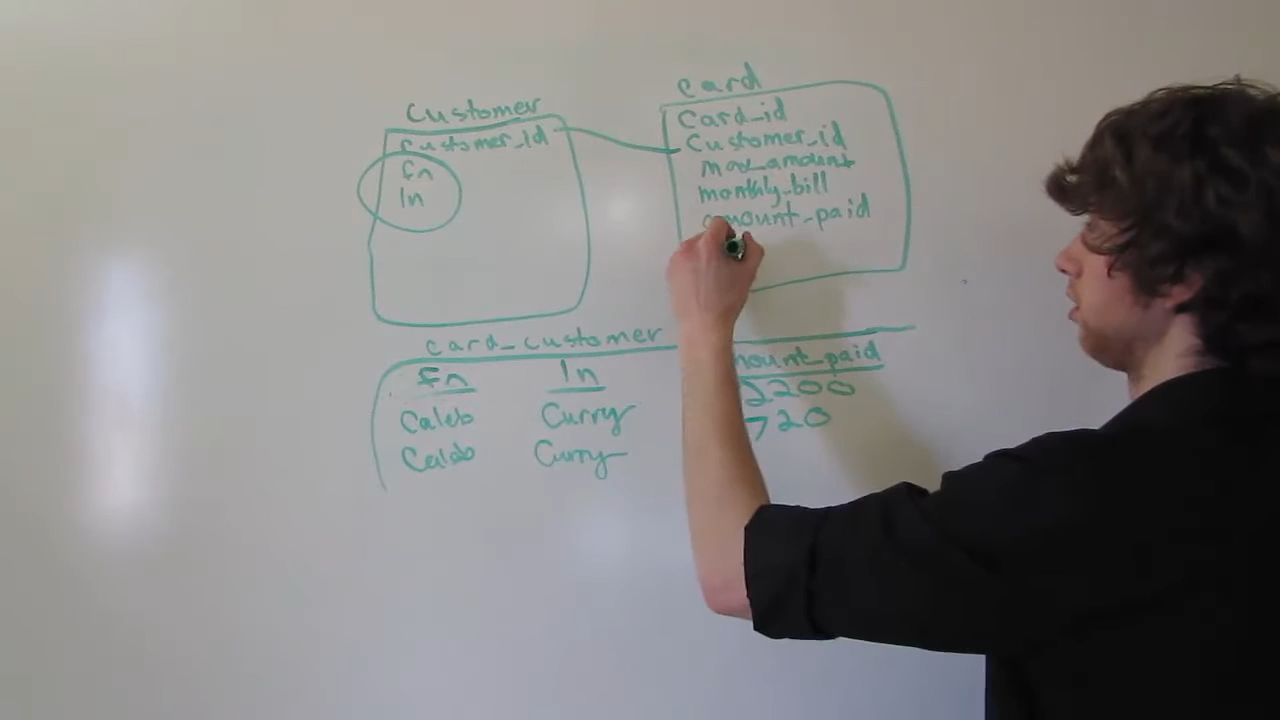 Customer
customer_id
fn
ln
card
Card_id
Customer_id
max_amount
monthly_bill
amount_paid
card_customer
fn ln mount_paid
Caleb Curry 2200
Caleb Curry 720